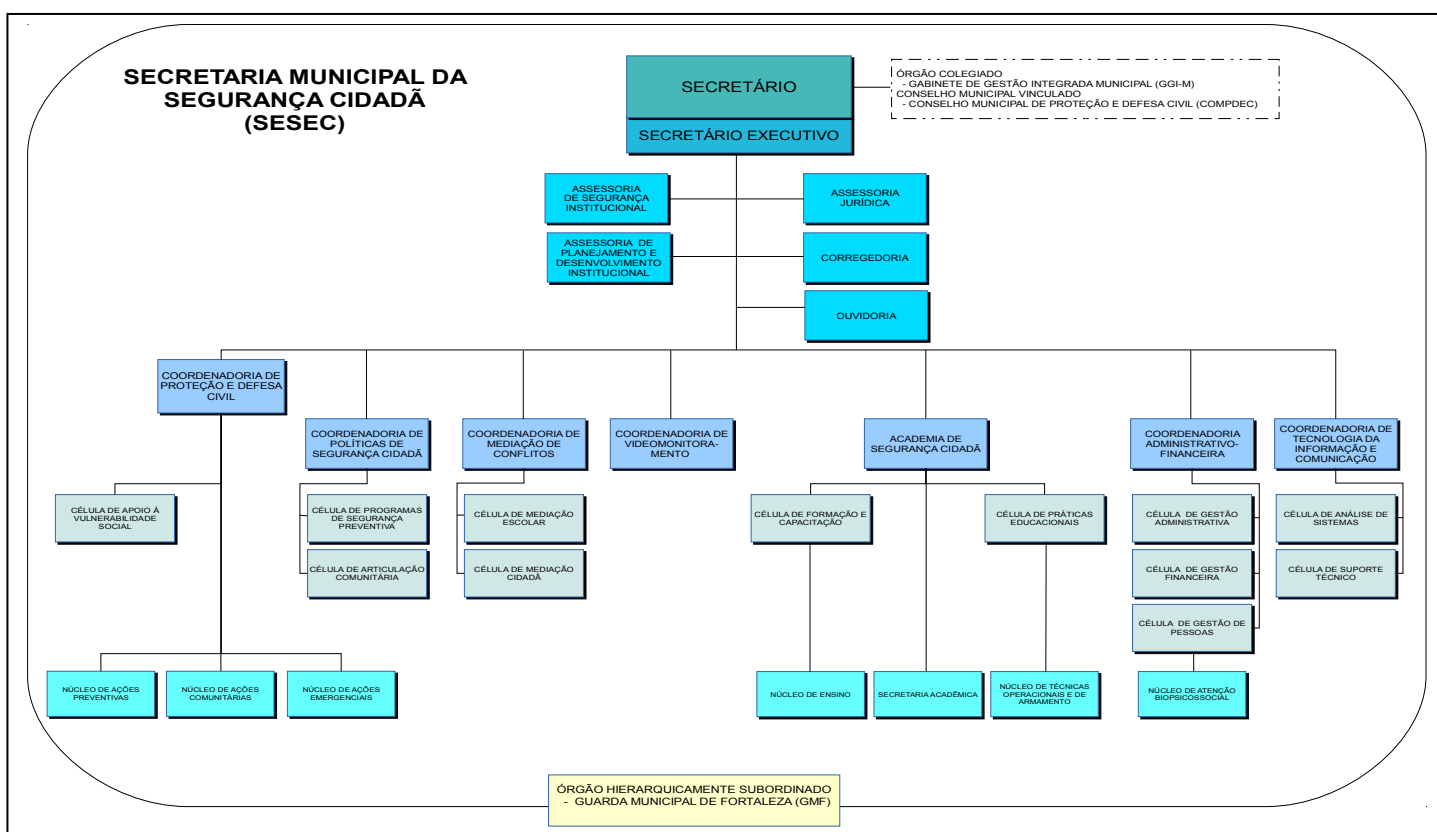 SECRETARIA MUNICIPAL DA
SEGURANÇA CIDADÃ
(SESEC)
SECRETÁRIO
SECRETÁRIO EXECUTIVO
ÓRGÃO COLEGIADO
- GABINETE DE GESTÃO INTEGRADA MUNICIPAL (GGI-M)
CONSELHO MUNICIPAL VINCULADO
- CONSELHO MUNICIPAL DE PROTEÇÃO E DEFESA CIVIL (COMPDEC)
ASSESSORIA
DE SEGURANÇA
INSTITUCIONAL
ASSESSORIA
JURÍDICA
ASSESSORIA DE
PLANEJAMENTO E
DESENVOLVIMENTO
INSTITUCIONAL
CORREGEDORIA
OUVIDORIA
COORDENADORIA DE
PROTEÇÃO E DEFESA
CIVIL
COORDENADORIA DE
POLÍTICAS DE
SEGURANÇA CIDADÃ
COORDENADORIA DE
MEDIAÇÃO DE
CONFLITOS
COORDENADORIA DE
VIDEOMONITORA-
MENTO
ACADEMIA DE
SEGURANÇA CIDADÃ
COORDENADORIA
ADMINISTRATIVO-
FINANCEIRA
COORDENADORIA DE
TECNOLOGIA DA
INFORMAÇÃO E
COMUNICAÇÃO
CÉLULA DE APOIO À
VULNERABILIDADE
SOCIAL
CÉLULA DE PROGRAMAS
DE SEGURANÇA
PREVENTIVA
CÉLULA DE MEDIAÇÃO
ESCOLAR
CÉLULA DE FORMAÇÃO E
CAPACITAÇÃO
CÉLULA DE PRÁTICAS
EDUCACIONAIS
CÉLULA DE GESTÃO
ADMINISTRATIVA
CÉLULA DE ANÁLISE DE
SISTEMAS
CÉLULA DE ARTICULAÇÃO
COMUNITÁRIA
CÉLULA DE MEDIAÇÃO
CIDADÃ
CÉLULA DE GESTÃO
FINANCEIRA
CÉLULA DE SUPORTE
TÉCNICO
CÉLULA DE GESTÃO DE
PESSOAS
NÚCLEO DE AÇÕES
PREVENTIVAS
NÚCLEO DE AÇÕES
COMUNITÁRIAS
NÚCLEO DE AÇÕES
EMERGENCIAIS
NÚCLEO DE ENSINO
SECRETARIA ACADÊMICA
NÚCLEO DE TÉCNICAS
OPERACIONAIS E DE
ARMAMENTO
NÚCLEO DE ATENÇÃO
BIOPSICOSSOCIAL
ÓRGÃO HIERARQUICAMENTE SUBORDINADO
- GUARDA MUNICIPAL DE FORTALEZA (GMF)